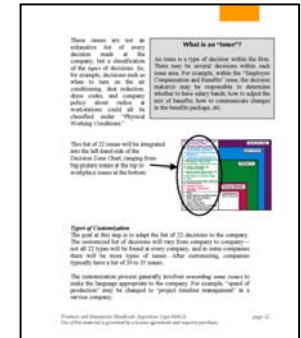 These issues are not an
exhaustive list of every
decision made at the
company, but a classification
of the types of decisions. So,
for example, decisions such as
when to turn on the air
conditioning, dust reduction,
dress codes, and company
policy about radios at
workstations could all be
classified under "Physical
Working Conditions."
What is an "Issue"?
An issue is a type of decision within the firm.
There may be several decisions within each
issue area. For example, within the "Employee
Compensation and Benefits" issue, the decision
maker(s) may be responsible to determine
whether to have salary bands, how to adjust the
mix of benefits, how to communicate changes
in the benefits package, etc.
This list of 22 issues will be integrated
into the left-hand side of the
Decision Zone Chart, ranging from
big-picture issues at the top to
workplace issues at the bottom.
Types of Customization
The goal at this step is to adapt the list of 22 decisions to the company.
The customized list of decisions will vary from company to company—
not all 22 types will be found at every company, and in some companies
there will be more types of issues. After customizing, companies
typically have a list of 20 to 35 issues.
The customization process generally involves rewording some issues to
make the language appropriate to the company. For example, "speed of
production" may be changed to "project timeline management" in a
service company.
page 12